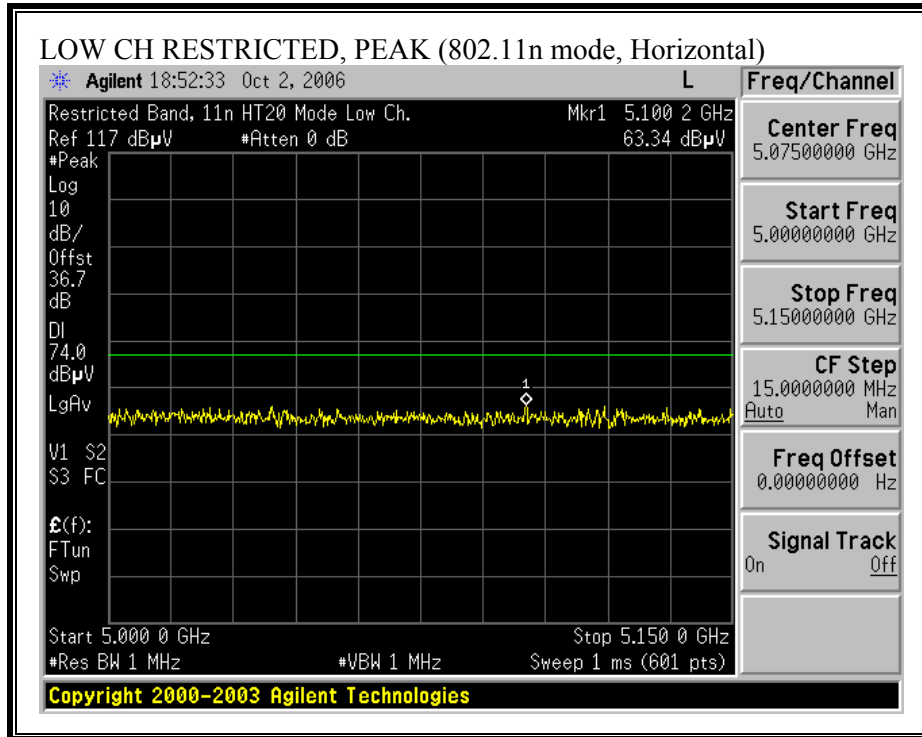 LOW CH RESTRICTED, PEAK (802.11n mode, Horizontal)
Agilent 18:52:33 Oct 2, 2006 L
Restricted Band, 11n HT20 Mode Low Ch. Mkr1 5.100 2 GHz
Ref 117 dBµV #Atten 0 dB 63.34 dBµV
#Peak
Log
10
dB/
Offst
36.7
dB
DI
74.0
dBµV
LgAv
1
V1 S2
S3 FC
£(f):
FTun
Swp
Start 5.000 0 GHz Stop 5.150 0 GHz
#Res BW 1 MHz #VBW 1 MHz Sweep 1 ms (601 pts)
Copyright 2000-2003 Agilent Technologies
Freq/Channel
Center Freq
5.07500000 GHz
Start Freq
5.00000000 GHz
Stop Freq
5.15000000 GHz
CF Step
15.0000000 MHz
Auto Man
Freq Offset
0.00000000 Hz
Signal Track
On Off